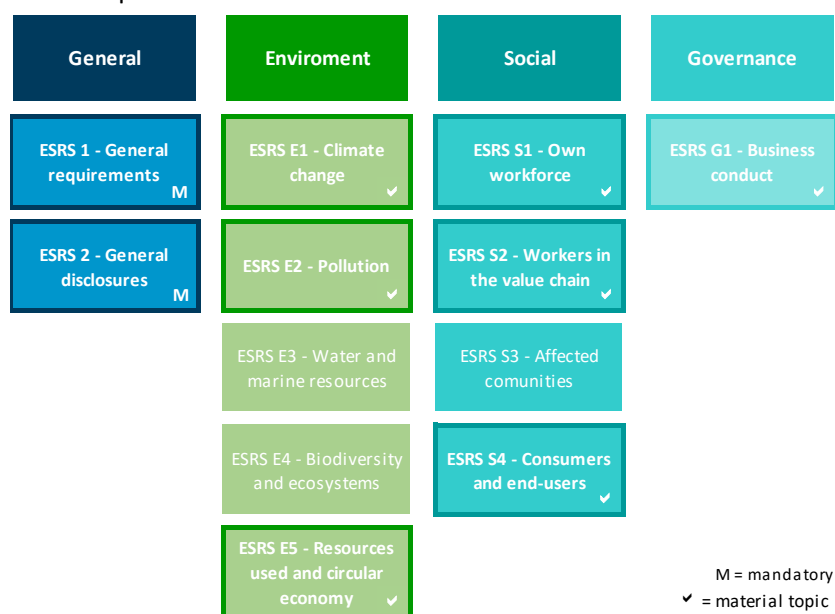 General
Enviroment
Social
Governance
ESRS 1 - General
requirements
M
ESRS E1 - Climate
change
✓
ESRS S1 - Own
workforce
✓
ESRS G1 - Business
conduct
✓
ESRS 2 - General
disclosures
M
ESRS E2 - Pollution
✓
ESRS S2 - Workers in
the value chain
✓
ESRS E3 - Water and
marine resources
ESRS S3 - Affected
comunities
ESRS E4 - Biodiversity
and ecosystems
ESRS S4 - Consumers
and end-users
✓
ESRS E5 - Resources
used and circular
economy
✓
M = mandatory
✓ = material topic